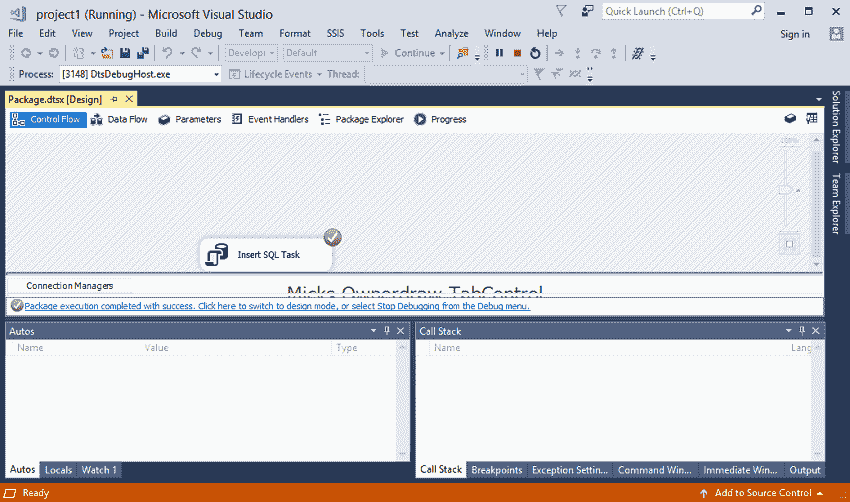 project1 (Running) - Microsoft Visual Studio
Quick Launch (Ctrl+Q)
File Edit View Project Build Debug Team Format SSIS Tools Test Analyze Window Help
Sign in
Develop Default Continue
Process: [3148] DtsDebugHost.exe Lifecycle Events Thread:
Package.dtsx [Design]
Control Flow Data Flow Parameters Event Handlers Package Explorer Progress
Solution Explorer
Team Explorer
100%
Insert SQL Task
Connection Managers
Micks Ownerdraw TabControl
Package execution completed with success. Click here to switch to design mode, or select Stop Debugging from the Debug menu.
Autos
Name Value Type
Call Stack
Name Lang
Autos Locals Watch 1
Call Stack Breakpoints Exception Settin... Command Win... Immediate Win... Output
Ready
Add to Source Control